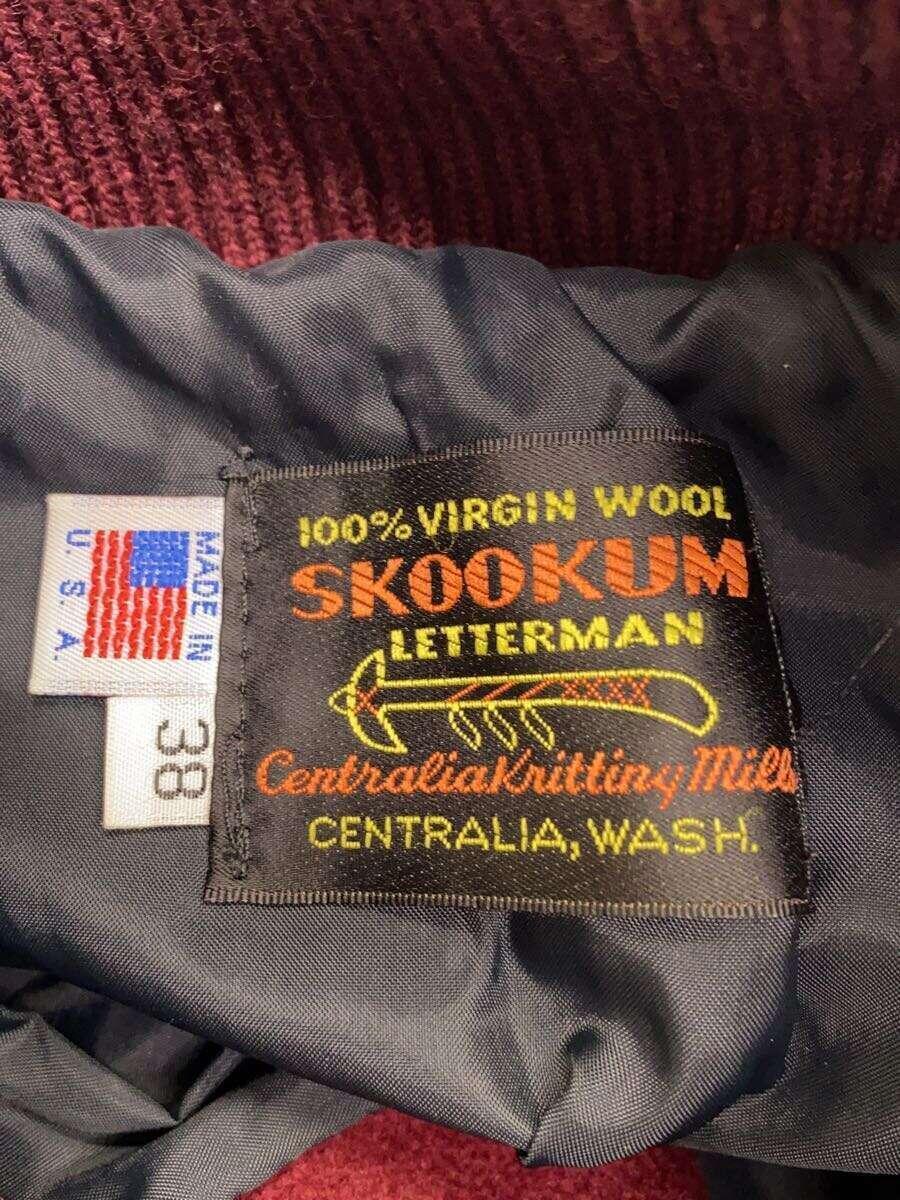 100% VIRGIN WOOL
SKOOKUM
LETTERMAN
Centralia Knitting Mills
CENTRALIA, WASH.
MADE IN
U.S.A.
38